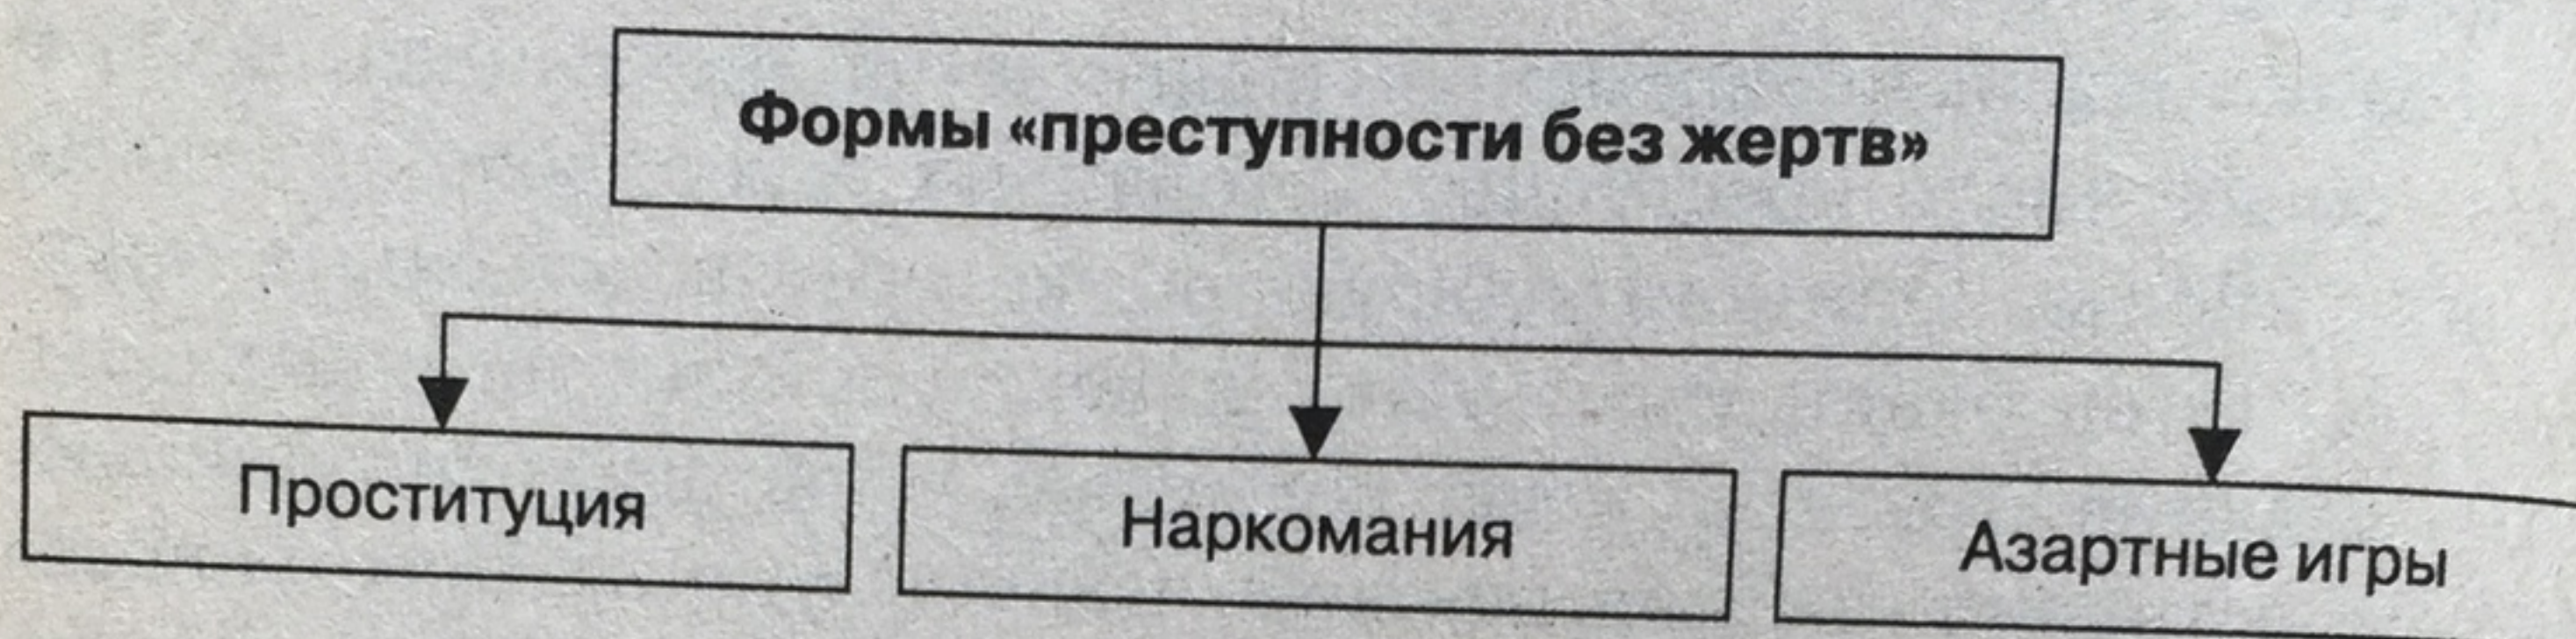 Формы «преступности без жертв»
Проституция
Наркомания
Азартные игры